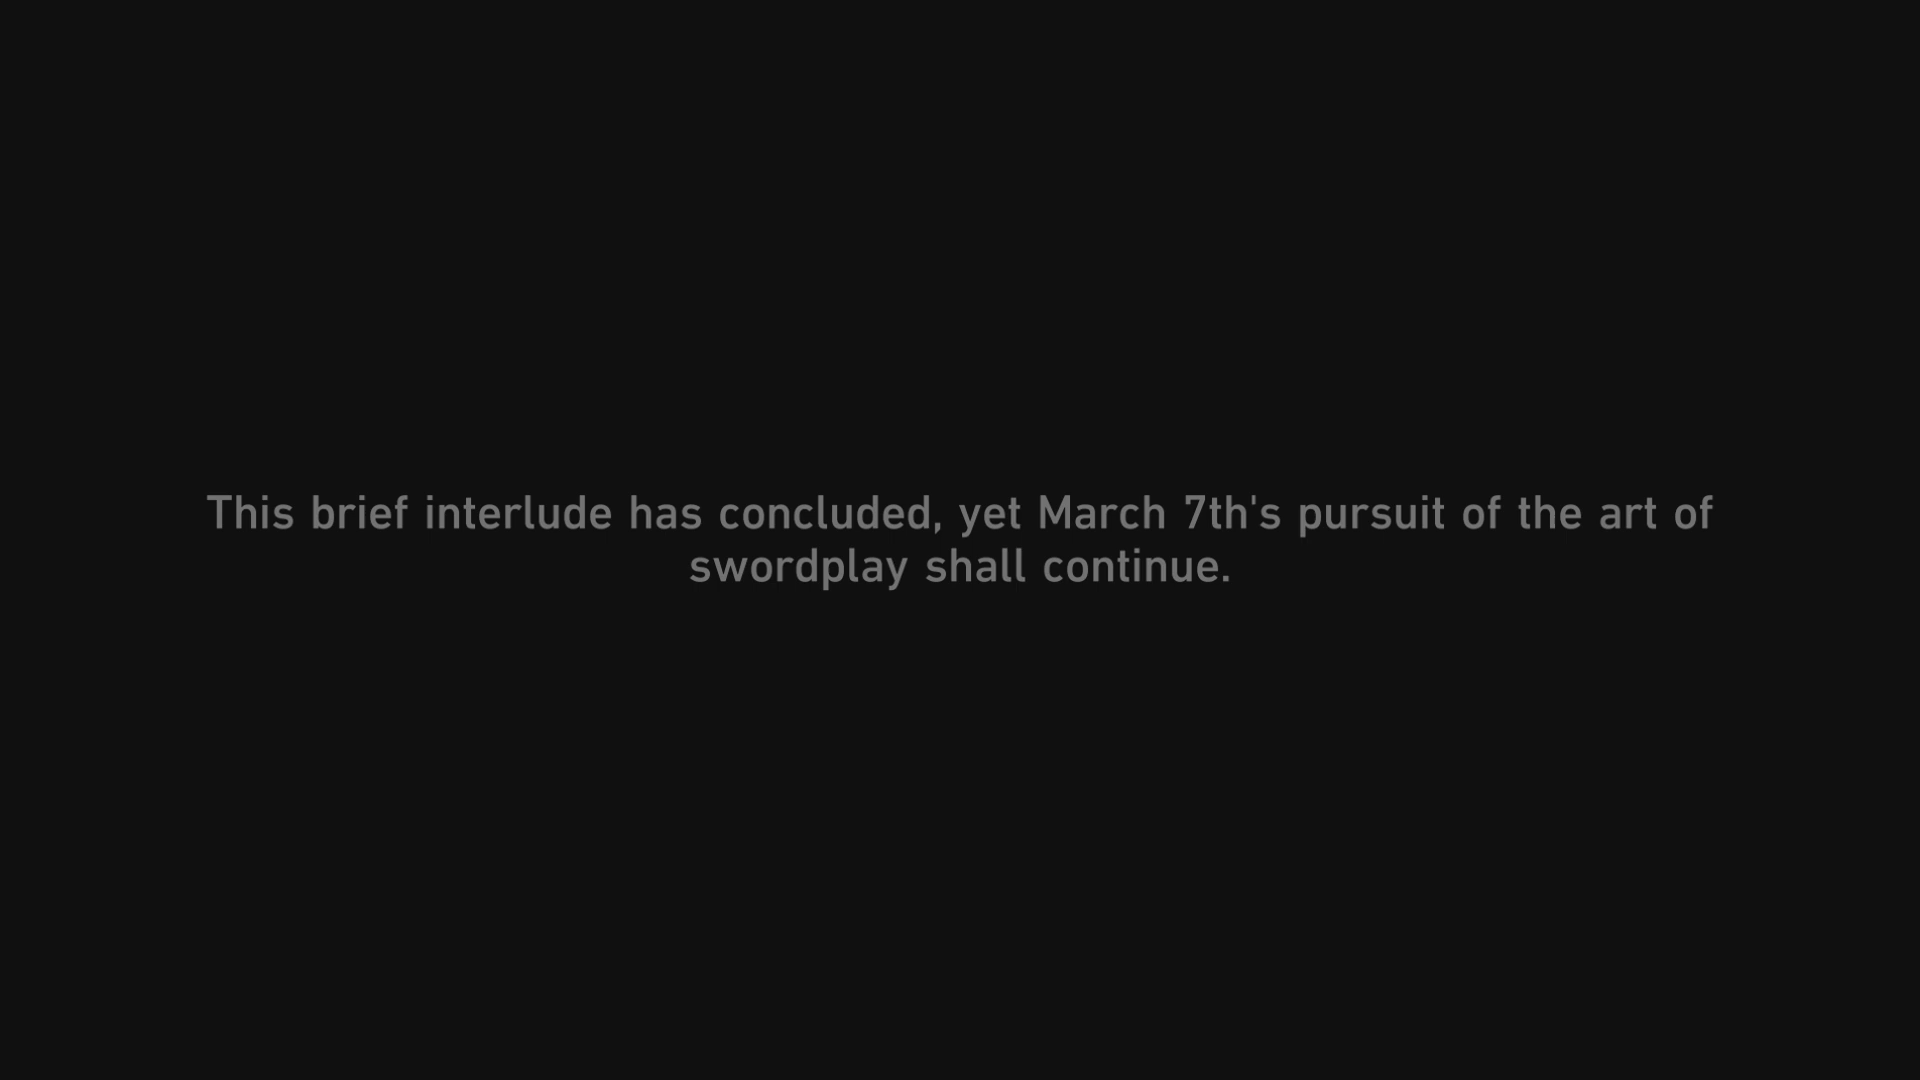 This brief interlude has concluded, yet March 7th's pursuit of the art of
swordplay shall continue.